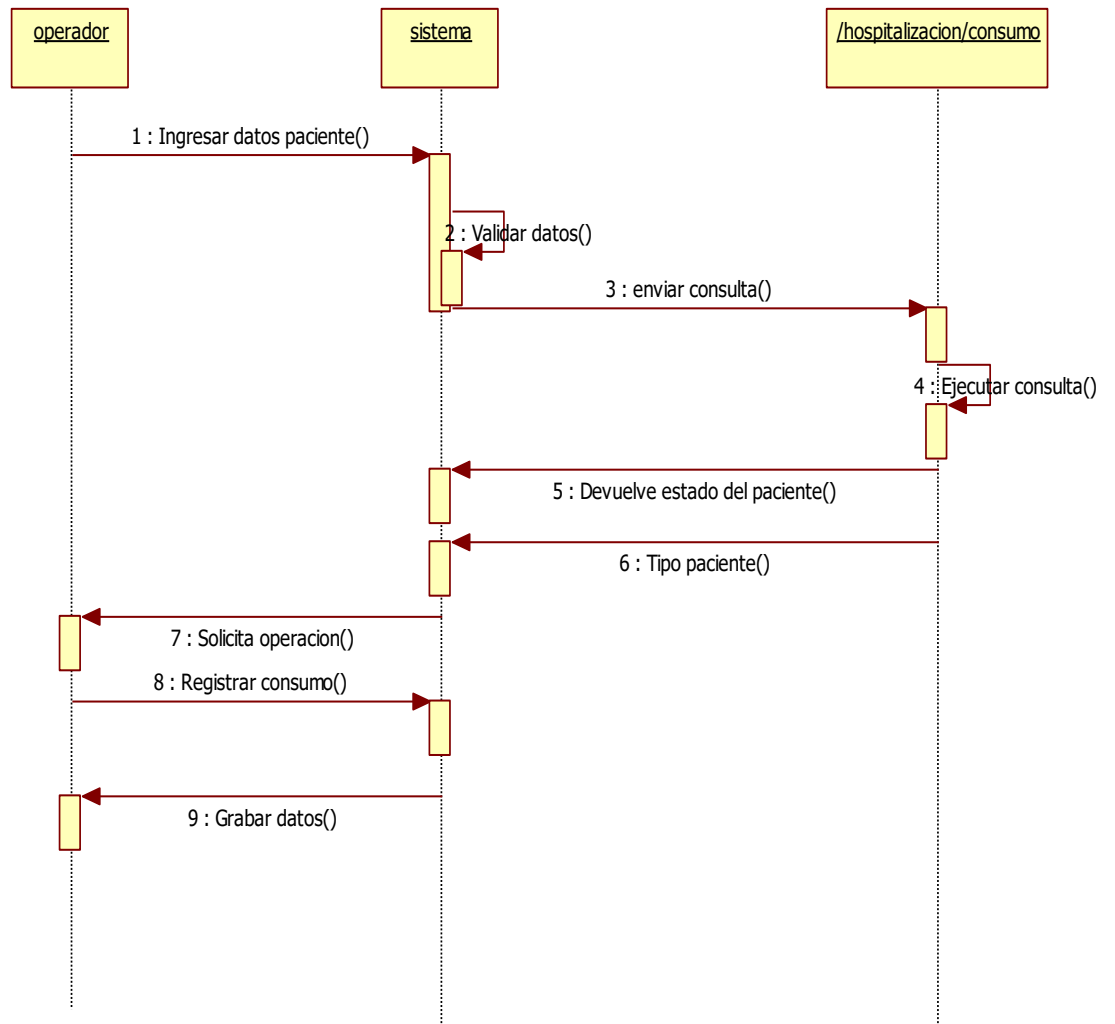 operador
sistema
/hospitalizacion/consumo
1 : Ingresar datos paciente()
2 : Validar datos()
3 : enviar consulta()
4 : Ejecutar consulta()
5 : Devuelve estado del paciente()
6 : Tipo paciente()
7 : Solicita operacion()
8 : Registrar consumo()
9 : Grabar datos()